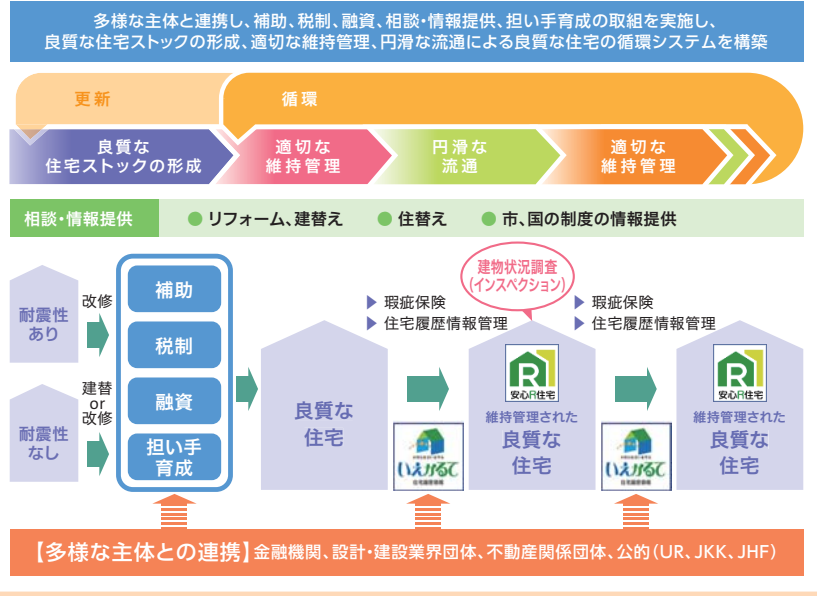 多様な主体と連携し、補助、税制、融資、相談・情報提供、担い手育成の取組を実施し、
良質な住宅ストックの形成、適切な維持管理、円滑な流通による良質な住宅の循環システムを構築
更新
循環
良質な
住宅ストックの形成
適切な
維持管理
円滑な
流通
適切な
維持管理
相談・情報提供
● リフォーム、建替え
● 住替え
● 市、国の制度の情報提供
耐震性
あり
改修
耐震性
なし
建替
or
改修
補助
税制
融資
担い手
育成
良質な
住宅
▶ 瑕疵保険
▶ 住宅履歴情報管理
いえかるて
住宅履歴情報
建物状況調査
(インスペクション)
R
安心R住宅
維持管理された
良質な
住宅
▶ 瑕疵保険
▶ 住宅履歴情報管理
いえかるて
住宅履歴情報
R
安心R住宅
維持管理された
良質な
住宅
【多様な主体との連携】金融機関、設計・建設業界団体、不動産関係団体、公的(UR、JKK、JHF)